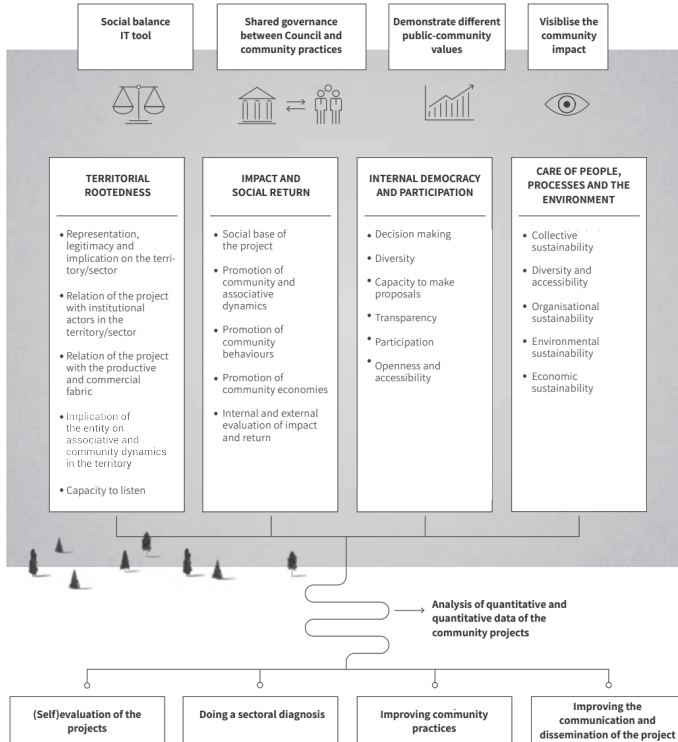 Social balance
IT tool
Shared governance
between Council and
community practices
Demonstrate different
public-community
values
Visiblise the
community
impact
TERRITORIAL
ROOTEDNESS
• Representation,
legitimacy and
implication on the terri-
tory/sector
• Relation of the project
with institutional
actors in the
territory/sector
• Relation of the project
with the productive
and commercial
fabric
• Implication of
the entity on
associative and
community dynamics
in the territory
• Capacity to listen
IMPACT AND
SOCIAL RETURN
• Social base of
the project
• Promotion of
community and
associative
dynamics
• Promotion of
community
behaviours
• Promotion of
community economies
• Internal and external
evaluation of impact
and return
INTERNAL DEMOCRACY
AND PARTICIPATION
• Decision making
• Diversity
• Capacity to make
proposals
• Transparency
• Participation
• Openness and
accessibility
CARE OF PEOPLE,
PROCESSES AND THE
ENVIRONMENT
• Collective
sustainability
• Diversity and
accessibility
• Organisational
sustainability
• Environmental
sustainability
• Economic
sustainability
Analysis of quantitative and
quantitative data of the
community projects
(Self)evaluation of the
projects
Doing a sectoral diagnosis
Improving community
practices
Improving the
communication and
dissemination of the project